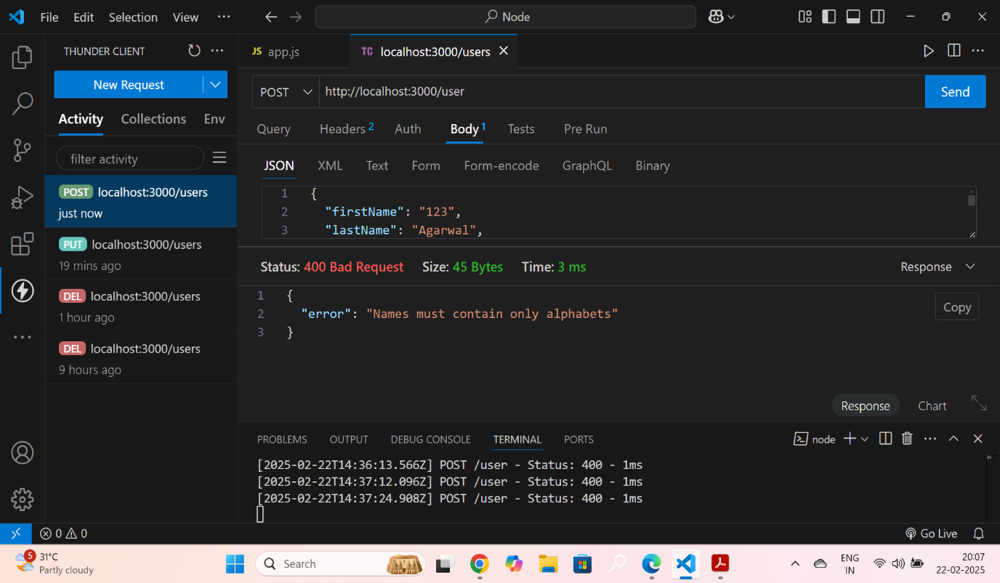 File Edit Selection View ···
Node
THUNDER CLIENT
New Request
Activity Collections Env
filter activity
POST localhost:3000/users
just now
PUT localhost:3000/users
19 mins ago
DEL localhost:3000/users
1 hour ago
DEL localhost:3000/users
9 hours ago
JS app.js
TC localhost:3000/users
POST http://localhost:3000/user Send
Query Headers 2 Auth Body 1 Tests Pre Run
JSON XML Text Form Form-encode GraphQL Binary
1 {
2 "firstName": "123",
3 "lastName": "Agarwal",
Status: 400 Bad Request Size: 45 Bytes Time: 3 ms Response
1 {
2 "error": "Names must contain only alphabets"
3 }
Copy
Response Chart
PROBLEMS OUTPUT DEBUG CONSOLE TERMINAL PORTS node
[2025-02-22T14:36:13.566Z] POST /user - Status: 400 - 1ms
[2025-02-22T14:37:12.096Z] POST /user - Status: 400 - 1ms
[2025-02-22T14:37:24.908Z] POST /user - Status: 400 - 1ms
0 0 Go Live
5 31°C
Partly cloudy
Search
ENG
IN
20:07
22-02-2025